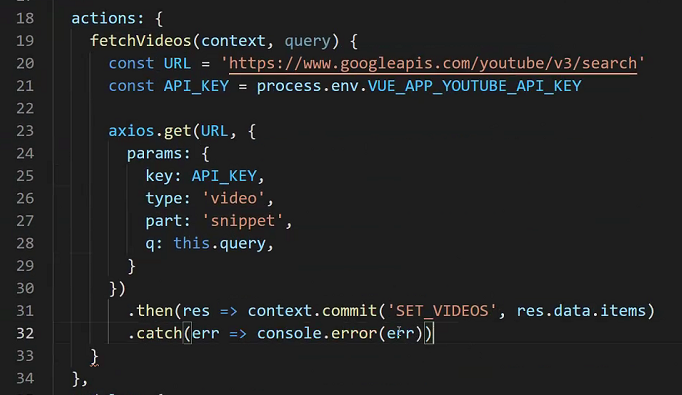 18 actions: {
19 fetchVideos(context, query) {
20 const URL = 'https://www.googleapis.com/youtube/v3/search'
21 const API_KEY = process.env.VUE_APP_YOUTUBE_API_KEY
22
23 axios.get(URL, {
24 params: {
25 key: API_KEY,
26 type: 'video',
27 part: 'snippet',
28 q: this.query,
29 }
30 })
31 .then(res => context.commit('SET_VIDEOS', res.data.items)
32 .catch(err => console.error(err))
33 }
34 },